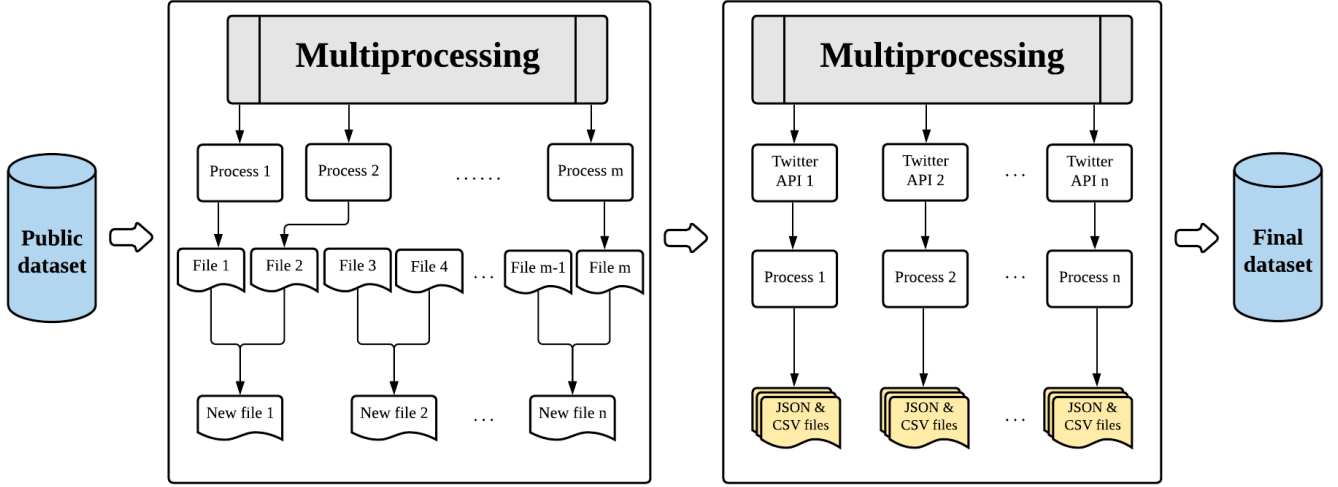 Public
dataset
Multiprocessing
Process 1
Process 2
......
Process m
File 1
File 2
File 3
File 4
...
File m-1
File m
New file 1
New file 2
...
New file n
Multiprocessing
Twitter
API 1
Twitter
API 2
...
Twitter
API n
Process 1
Process 2
...
Process n
JSON &
CSV files
JSON &
CSV files
...
JSON &
CSV files
Final
dataset